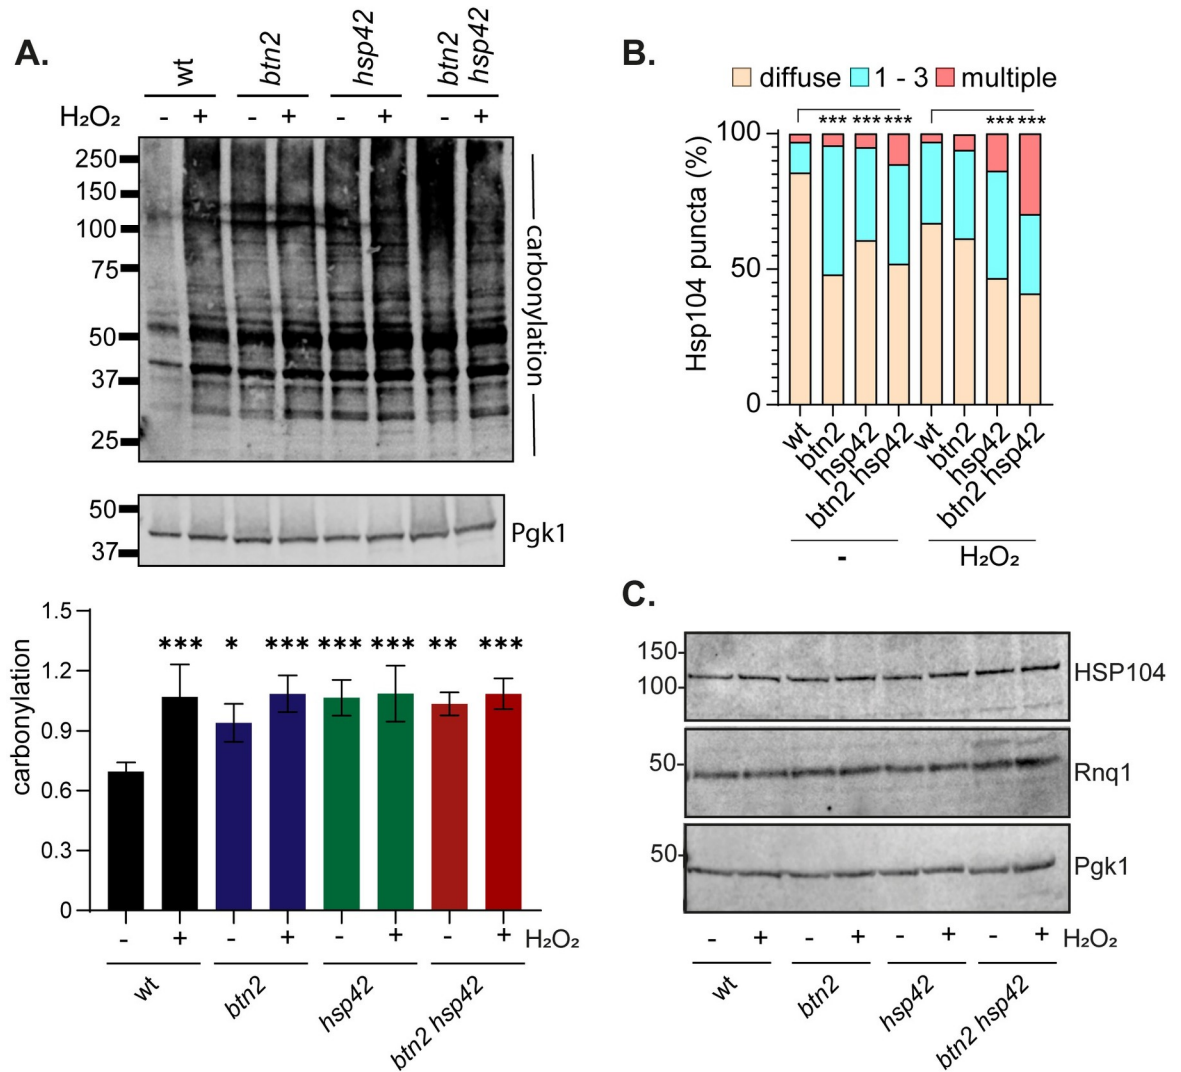 A.
wt btn2 hsp42 btn2 hsp42
H₂O₂ - + - + - + - +
250
150
100
75
50
37
25
carbonylation
50
37
Pgk1
1.5
1.2
0.9
0.6
0.3
0
carbonylation
*** * *** *** *** ** ***
- + - + - + - + H₂O₂
wt btn2 hsp42 btn2 hsp42
B.
diffuse 1 - 3 multiple
*** *** *** *** ***
100
50
0
Hsp104 puncta (%)
wt btn2 hsp42 btn2 hsp42 wt btn2 hsp42 btn2 hsp42
- H₂O₂
C.
150
100
HSP104
50
Rnq1
50
Pgk1
- + - + - + - + H₂O₂
wt btn2 hsp42 btn2 hsp42